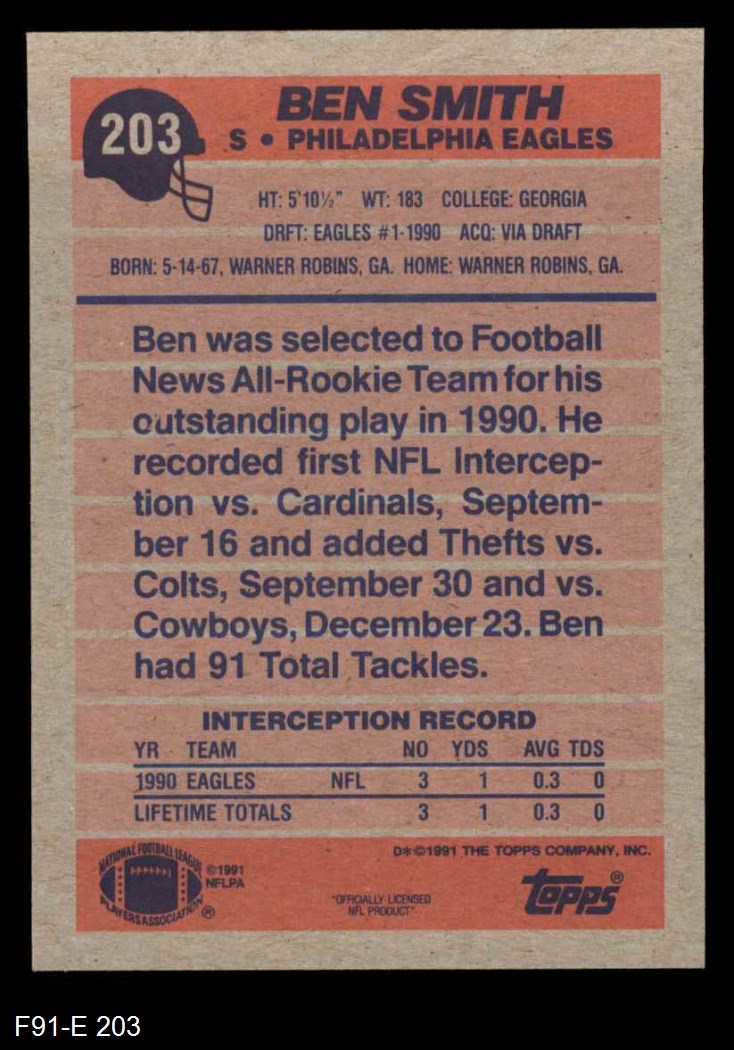 203
BEN SMITH
S • PHILADELPHIA EAGLES
HT: 5'10½" WT: 183 COLLEGE: GEORGIA
DRFT: EAGLES #1-1990 ACQ: VIA DRAFT
BORN: 5-14-67, WARNER ROBINS, GA. HOME: WARNER ROBINS, GA.
Ben was selected to Football
News All-Rookie Team for his
outstanding play in 1990. He
recorded first NFL Intercep-
tion vs. Cardinals, Septem-
ber 16 and added Thefts vs.
Colts, September 30 and vs.
Cowboys, December 23. Ben
had 91 Total Tackles.
INTERCEPTION RECORD
YR TEAM NO YDS AVG TDS
1990 EAGLES NFL 3 1 0.3 0
LIFETIME TOTALS 3 1 0.3 0
D*©1991 THE TOPPS COMPANY, INC.
NATIONAL FOOTBALL LEAGUE
PLAYERS ASSOCIATION ®
©1991
NFLPA
"OFFICIALLY LICENSED
NFL PRODUCT"
topps®
F91-E 203